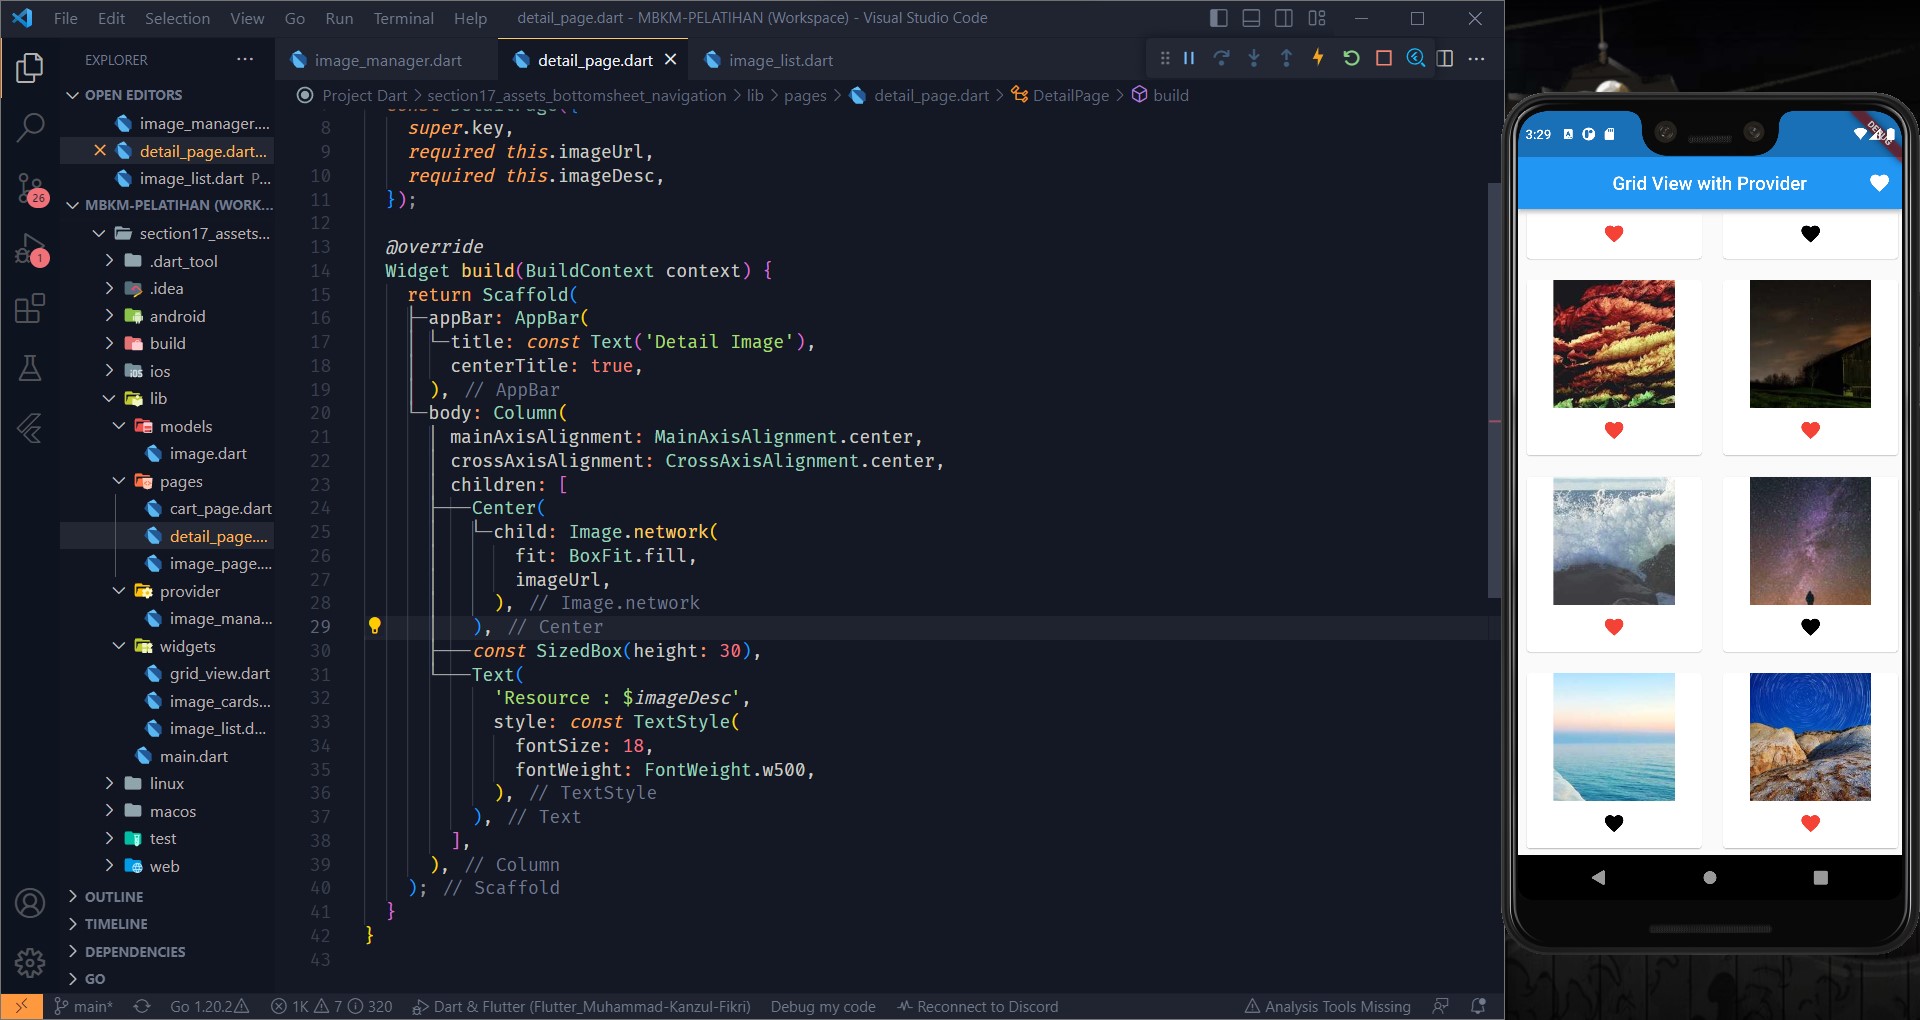 File Edit Selection View Go Run Terminal Help detail_page.dart - MBKM-PELATIHAN (Workspace) - Visual Studio Code
EXPLORER
OPEN EDITORS
image_manager....
detail_page.dart...
image_list.dart P...
MBKM-PELATIHAN (WORK...
section17_assets...
.dart_tool
.idea
android
build
ios
lib
models
image.dart
pages
cart_page.dart
detail_page....
image_page....
provider
image_mana...
widgets
grid_view.dart
image_cards...
image_list.d...
main.dart
linux
macos
test
web
OUTLINE
TIMELINE
DEPENDENCIES
GO
26
1
image_manager.dart detail_page.dart image_list.dart
Project Dart > section17_assets_bottomsheet_navigation > lib > pages > detail_page.dart > DetailPage > build
const DetailPage({
8 super.key,
9 required this.imageUrl,
10 required this.imageDesc,
11 });
12
13 @override
14 Widget build(BuildContext context) {
15 return Scaffold(
16 appBar: AppBar(
17 title: const Text('Detail Image'),
18 centerTitle: true,
19 ), // AppBar
20 body: Column(
21 mainAxisAlignment: MainAxisAlignment.center,
22 crossAxisAlignment: CrossAxisAlignment.center,
23 children: [
24 Center(
25 child: Image.network(
26 fit: BoxFit.fill,
27 imageUrl,
28 ), // Image.network
29 ), // Center
30 const SizedBox(height: 30),
31 Text(
32 'Resource : $imageDesc',
33 style: const TextStyle(
34 fontSize: 18,
35 fontWeight: FontWeight.w500,
36 ), // TextStyle
37 ), // Text
38 ],
39 ), // Column
40 ); // Scaffold
41 }
42 }
43
main* Go 1.20.2 1K 7 320 Dart & Flutter (Flutter_Muhammad-Kanzul-Fikri) Debug my code Reconnect to Discord Analysis Tools Missing
3:29
DEBUG
Grid View with Provider